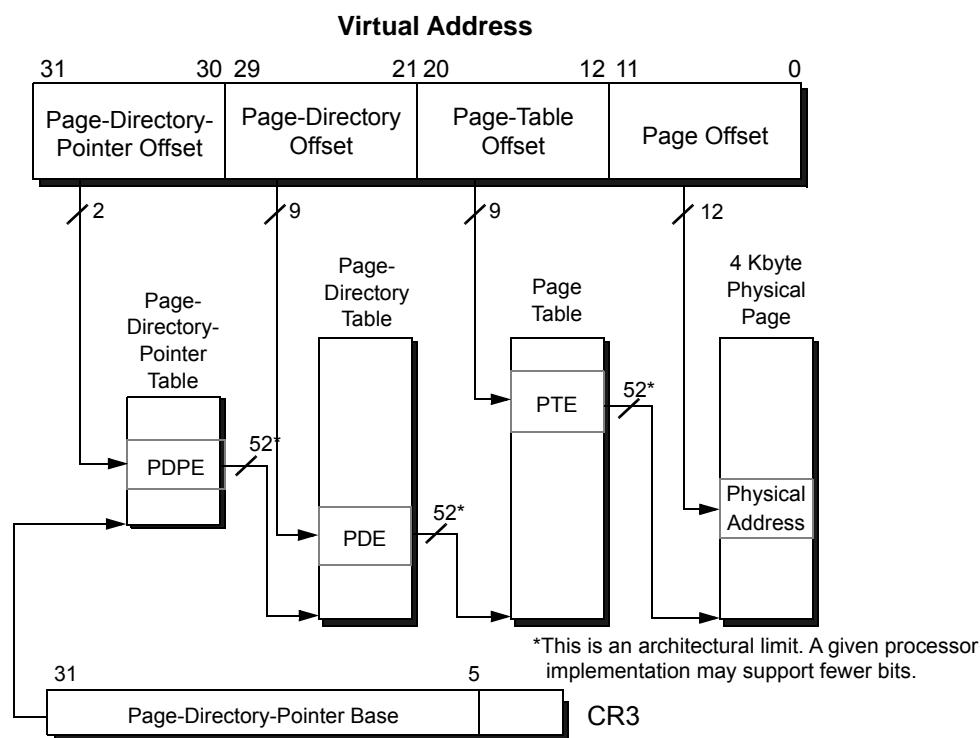 Virtual Address
31 30 29 21 20 12 11 0
Page-Directory-
Pointer Offset
Page-Directory
Offset
Page-Table
Offset
Page Offset
2
9
9
12
Page-
Directory-
Pointer
Table
Page-
Directory
Table
Page
Table
4 Kbyte
Physical
Page
PDPE
52*
PDE
52*
PTE
52*
Physical
Address
*This is an architectural limit. A given processor
implementation may support fewer bits.
31 5
Page-Directory-Pointer Base
CR3